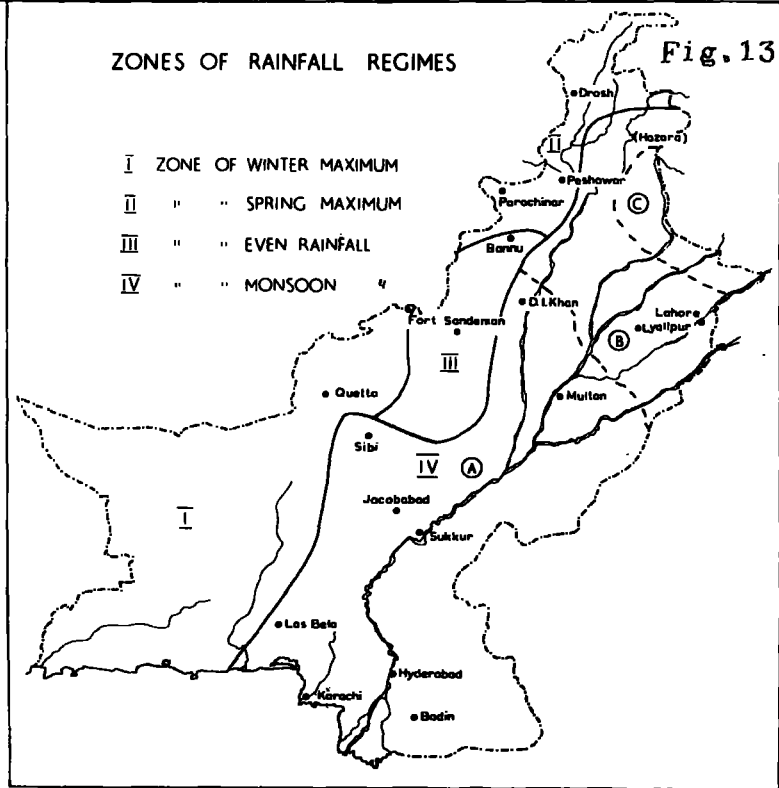 ZONES OF RAINFALL REGIMES
Fig.13
I ZONE OF WINTER MAXIMUM
II " " SPRING MAXIMUM
III " " EVEN RAINFALL
IV " " MONSOON "
Drosh
(Hazara)
II
Peshawar
Parachinar
C
Bannu
D.I.Khan
Lahor
Fort Sandeman
Lyallpur
B
III
Quetta
Multan
Sibi
IV A
Jacobabad
I
Sukkur
Las Bela
Hyderabad
Karachi
Badin